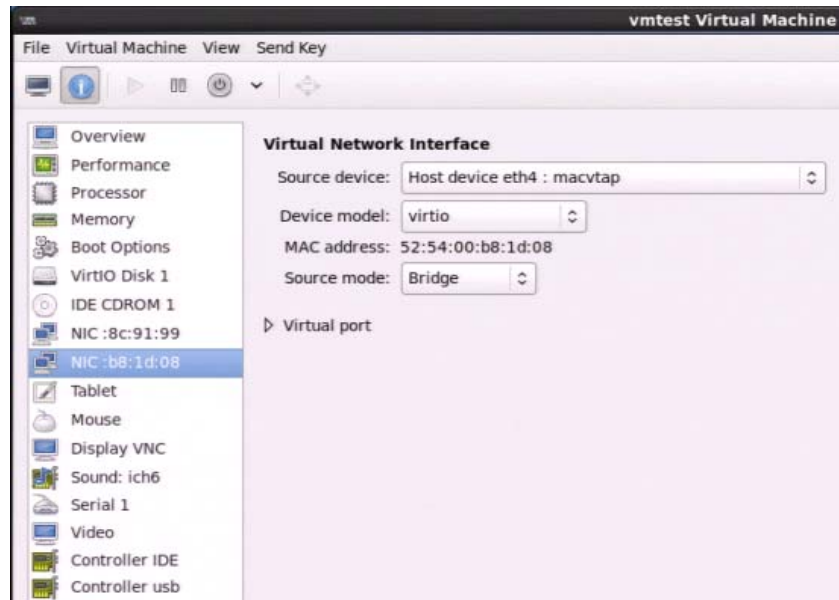 vm
vmtest Virtual Machine
File Virtual Machine View Send Key
Overview
Performance
Processor
Memory
Boot Options
VirtIO Disk 1
IDE CDROM 1
NIC :8c:91:99
NIC :b8:1d:08
Tablet
Mouse
Display VNC
Sound: ich6
Serial 1
Video
Controller IDE
Controller usb
Virtual Network Interface
Source device: Host device eth4 : macvtap
Device model: virtio
MAC address: 52:54:00:b8:1d:08
Source mode: Bridge
Virtual port